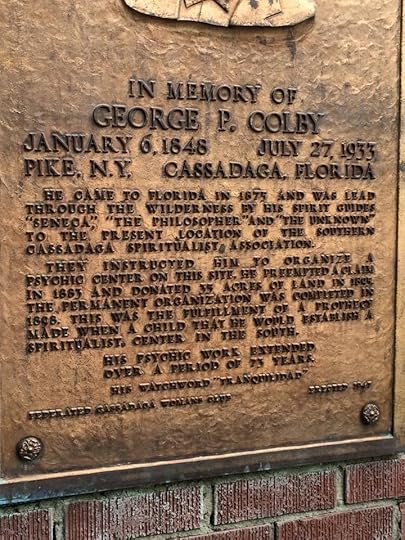 IN MEMORY OF
GEORGE P. COLBY
JANUARY 6, 1848 JULY 27, 1933
PIKE, N.Y. CASSADAGA, FLORIDA
HE CAME TO FLORIDA IN 1875 AND WAS LEAD
THROUGH THE WILDERNESS BY HIS SPIRIT GUIDES
"SENECA," "THE PHILOSOPHER" AND "THE UNKNOWN"
TO THE PRESENT LOCATION OF THE SOUTHERN
CASSADAGA SPIRITUALIST ASSOCIATION.
THEY INSTRUCTED HIM TO ORGANIZE A
PSYCHIC CENTER ON THIS SITE. HE PREEMPTED A CLAIM
IN 1883 AND DONATED 35 ACRES OF LAND IN
THE PERMANENT ORGANIZATION WAS COMPLETED IN
1898. THIS WAS THE FULFILLMENT OF A PROPHECY
MADE WHEN A CHILD THAT HE WOULD ESTABLISH A
SPIRITUALIST CENTER IN THE SOUTH.
HIS PSYCHIC WORK EXTENDED
OVER A PERIOD OF 73 YEARS.
HIS WATCHWORD "TRANQUILIDAD"
FEDERATED CASSADAGA WOMANS CLUB ERECTED 1947